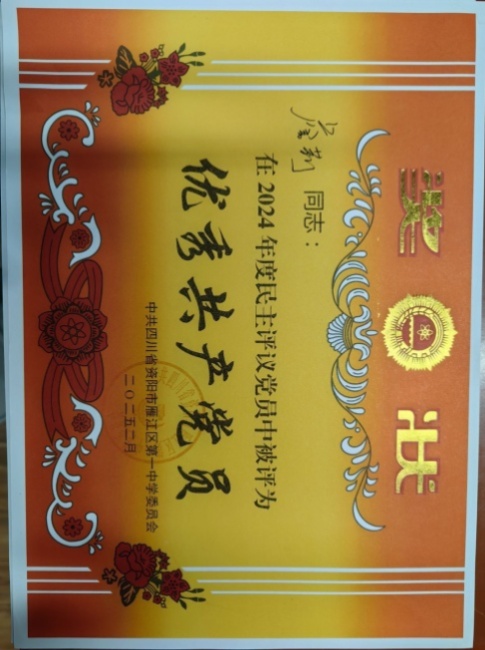 奖状
同志：
在2024年度民主评议党员中被评为
优秀共产党员
中共四川省资阳市雁江区第一中学委员会
二〇二五二月